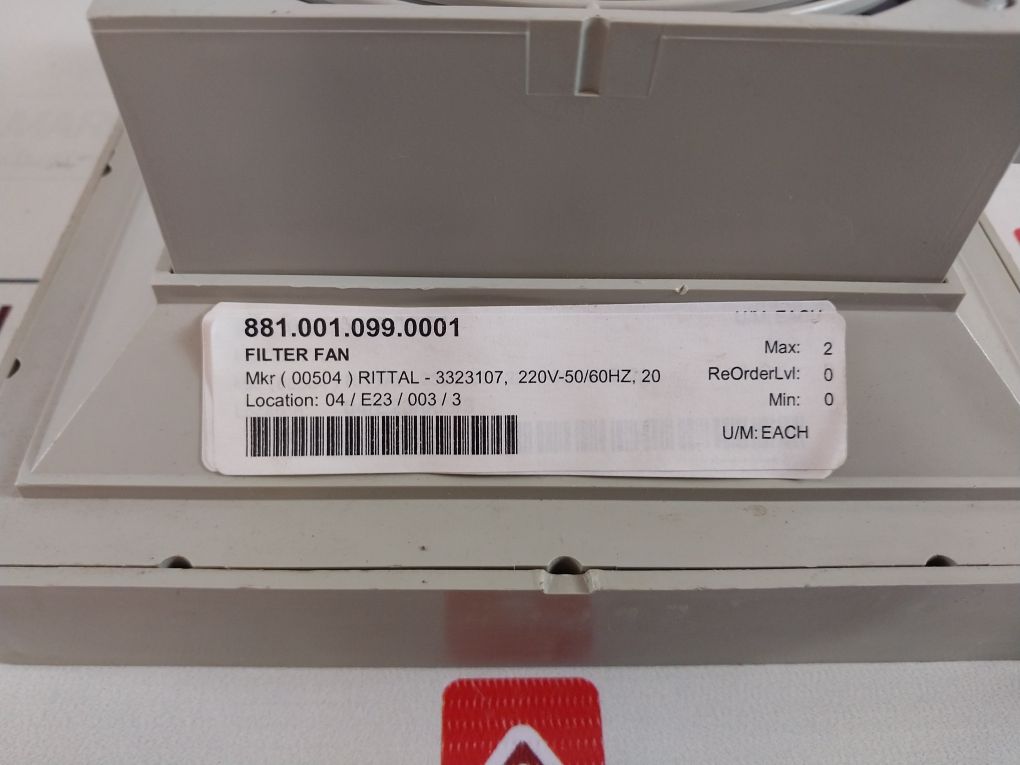 881.001.099.0001
FILTER FAN
Mkr ( 00504 ) RITTAL - 3323107, 220V-50/60HZ, 20
Location: 04 / E23 / 003 / 3
U/M: EACH
Max: 2
ReOrderLvl: 0
Min: 0
U/M: EACH